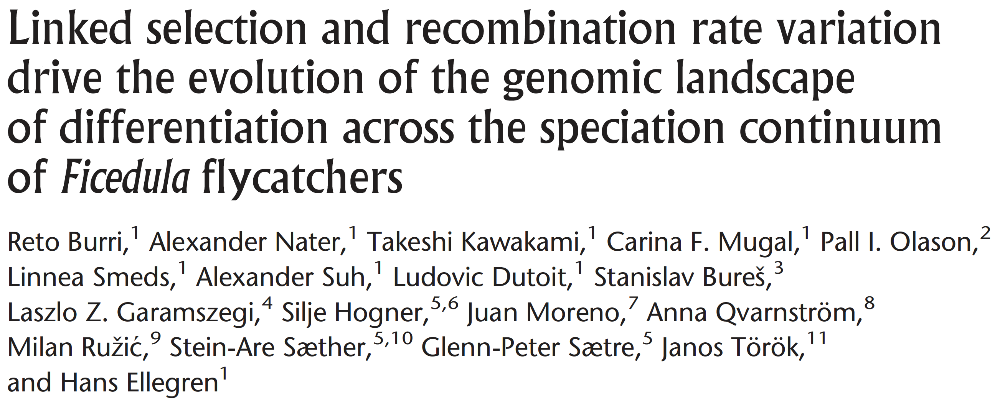 Linked selection and recombination rate variation
drive the evolution of the genomic landscape
of differentiation across the speciation continuum
of Ficedula flycatchers
Reto Burri,1 Alexander Nater,1 Takeshi Kawakami,1 Carina F. Mugal,1 Pall I. Olason,2
Linnea Smeds,1 Alexander Suh,1 Ludovic Dutoit,1 Stanislav Bureš,3
Laszlo Z. Garamszegi,4 Silje Hogner,5,6 Juan Moreno,7 Anna Qvarnström,8
Milan Ružić,9 Stein-Are Sæther,5,10 Glenn-Peter Sætre,5 Janos Török,11
and Hans Ellegren1